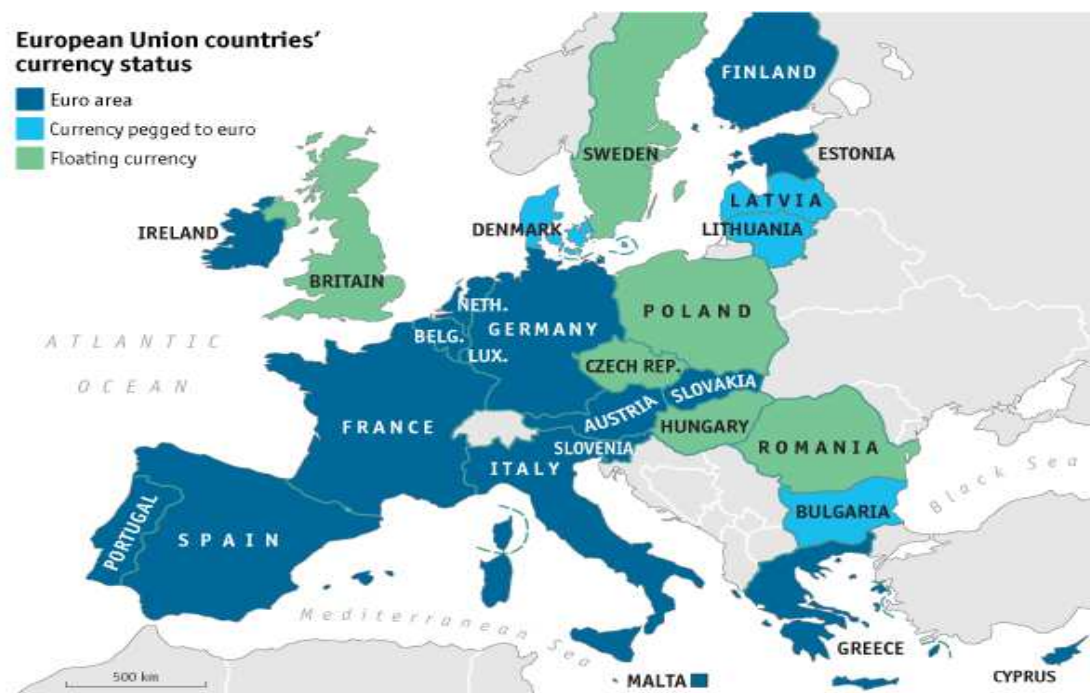 European Union countries'
currency status
Euro area
Currency pegged to euro
Floating currency
FINLAND
SWEDEN
ESTONIA
LATVIA
LITHUANIA
DENMARK
IRELAND
BRITAIN
NETH.
BELG.
LUX.
GERMANY
POLAND
CZECH REP.
SLOVAKIA
AUSTRIA
HUNGARY
SLOVENIA
ROMANIA
ATLANTIC
OCEAN
FRANCE
ITALY
BULGARIA
Black Sea
PORTUGAL
SPAIN
Mediterranean Sea
GREECE
MALTA
CYPRUS
500 km